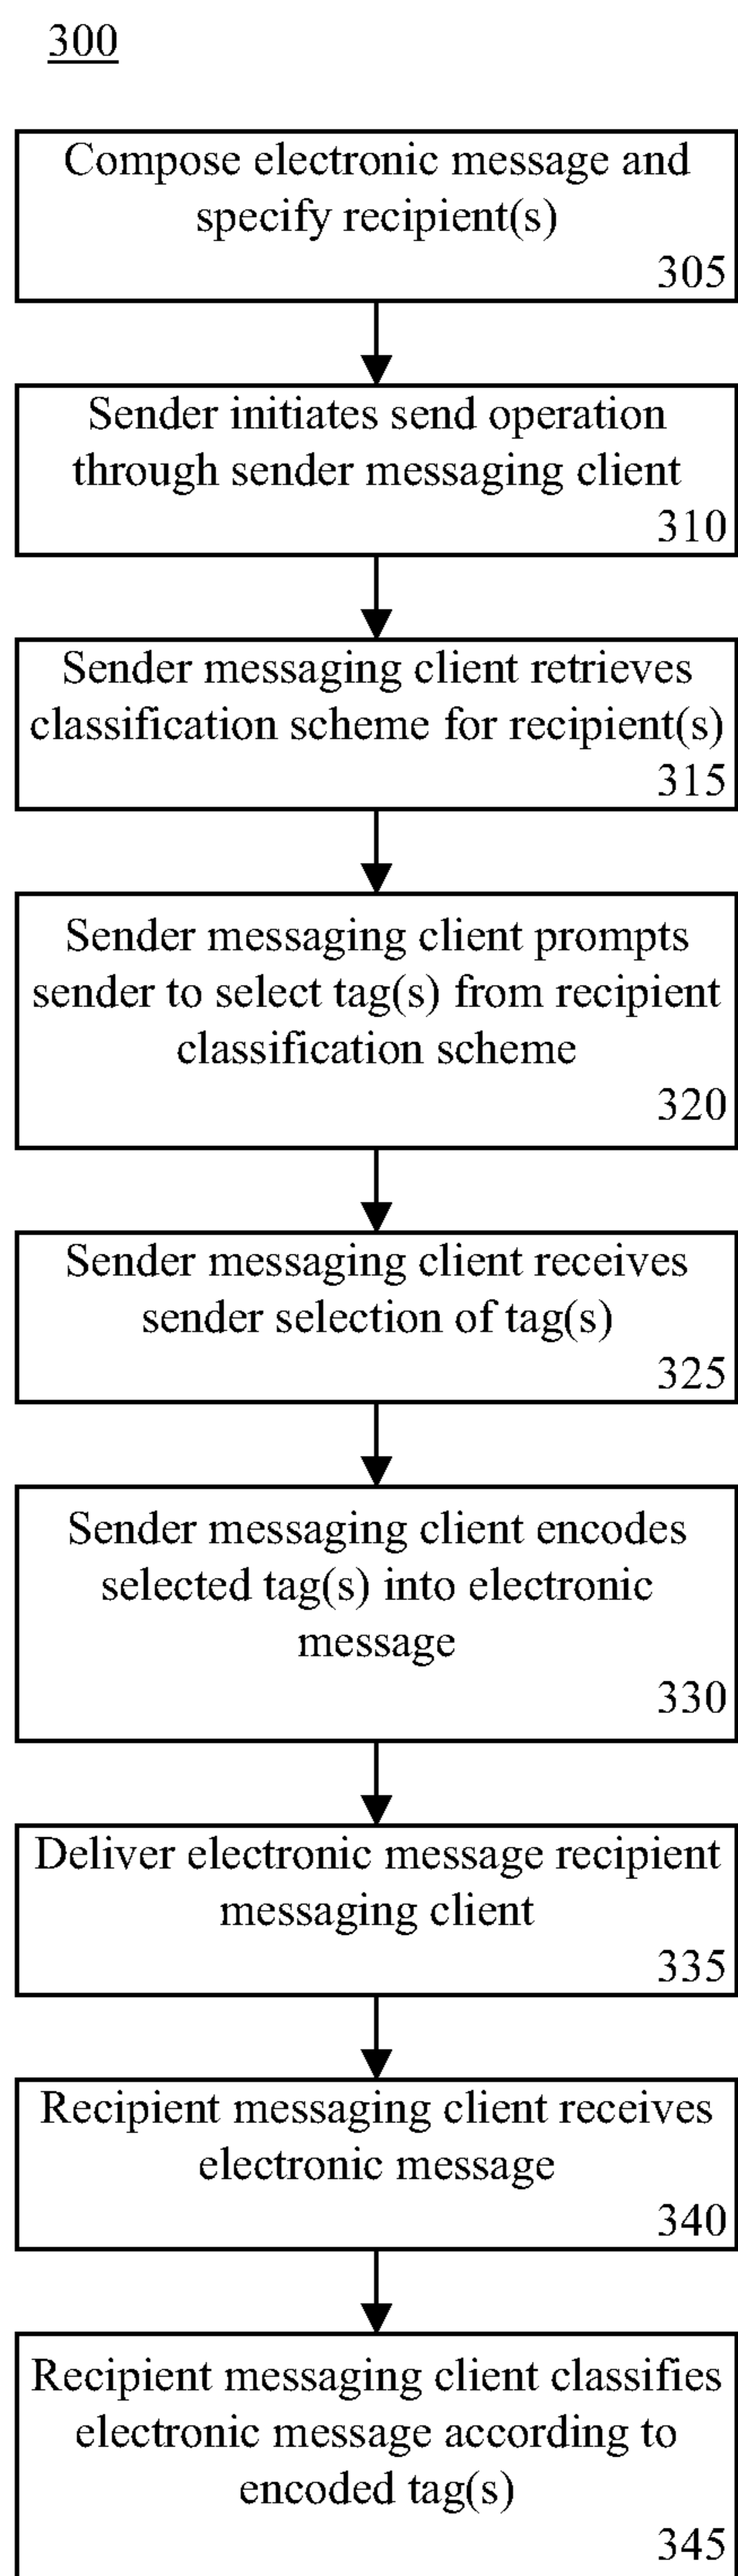 300
Compose electronic message and
specify recipient(s)
305
Sender initiates send operation
through sender messaging client
310
Sender messaging client retrieves
classification scheme for recipient(s)
315
Sender messaging client prompts
sender to select tag(s) from recipient
classification scheme
320
Sender messaging client receives
sender selection of tag(s)
325
Sender messaging client encodes
selected tag(s) into electronic
message
330
Deliver electronic message recipient
messaging client
335
Recipient messaging client receives
electronic message
340
Recipient messaging client classifies
electronic message according to
encoded tag(s)
345